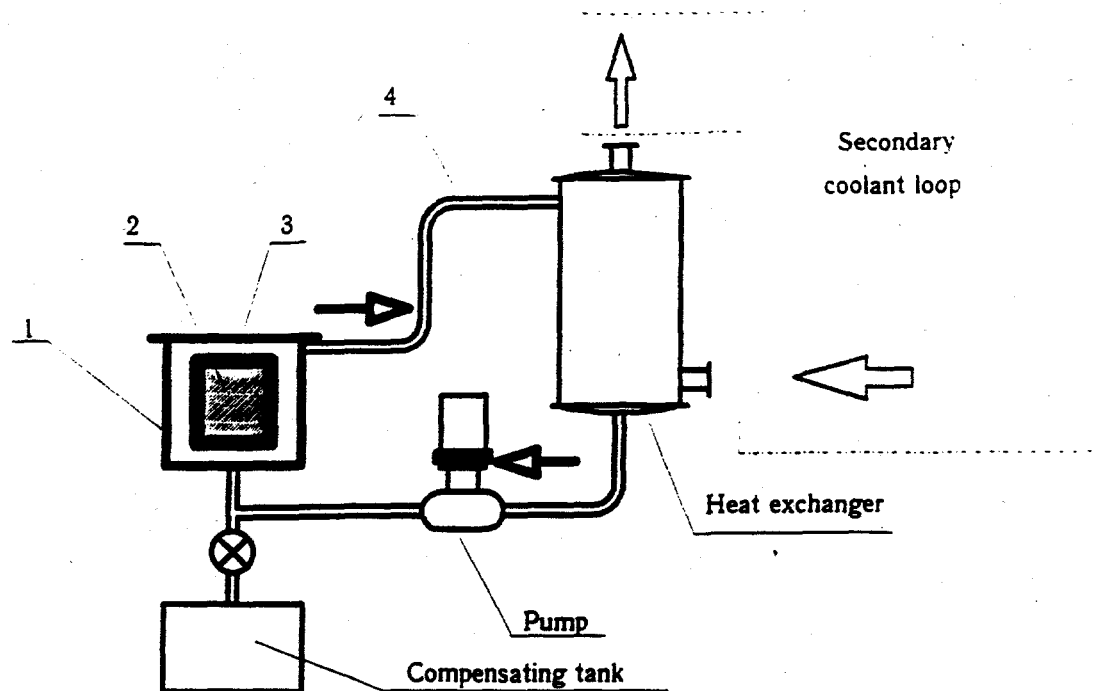 4
Secondary
coolant loop
2
3
1
Heat exchanger
Pump
Compensating tank